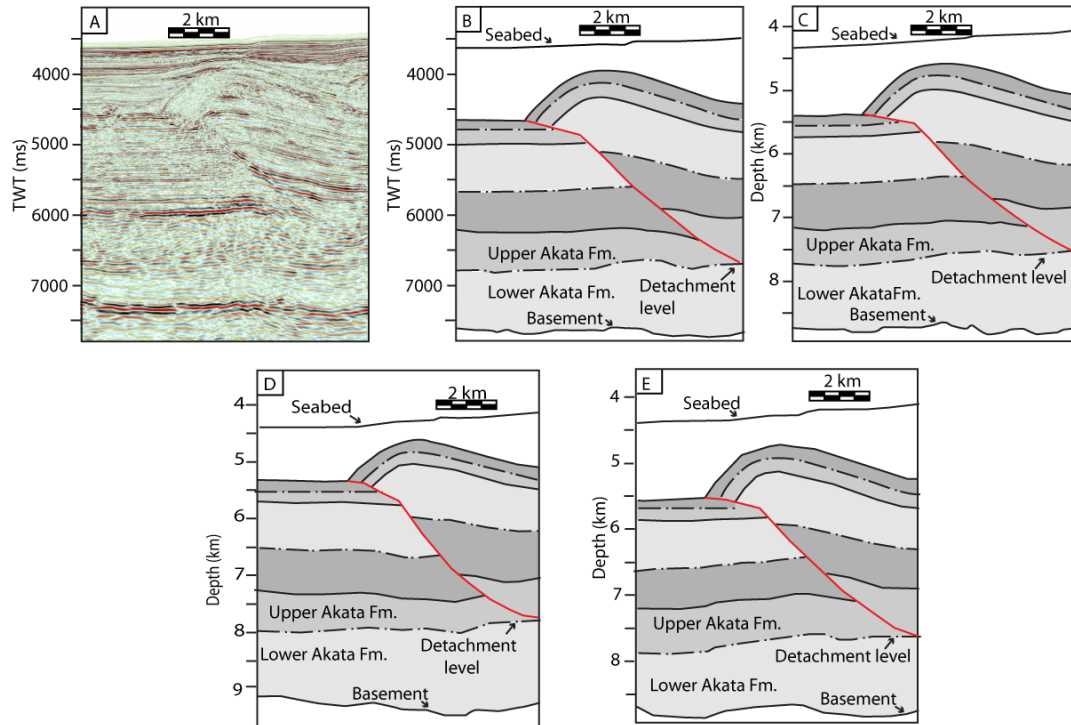 A
2 km
4000
5000
6000
7000
TWT (ms)
B
2 km
Seabed
4000
5000
6000
7000
TWT (ms)
Upper Akata Fm.
Lower Akata Fm.
Detachment
level
Basement
C
2 km
Seabed
4
5
6
7
8
Depth (km)
Upper Akata Fm.
Detachment level
Lower AkataFm.
Basement
D
2 km
Seabed
4
5
6
7
8
9
Depth (km)
Upper Akata Fm.
Lower Akata Fm.
Detachment
level
Basement
E
2 km
Seabed
4
5
6
7
8
Depth (km)
Upper Akata Fm.
Detachment level
Lower Akata Fm.
Basement